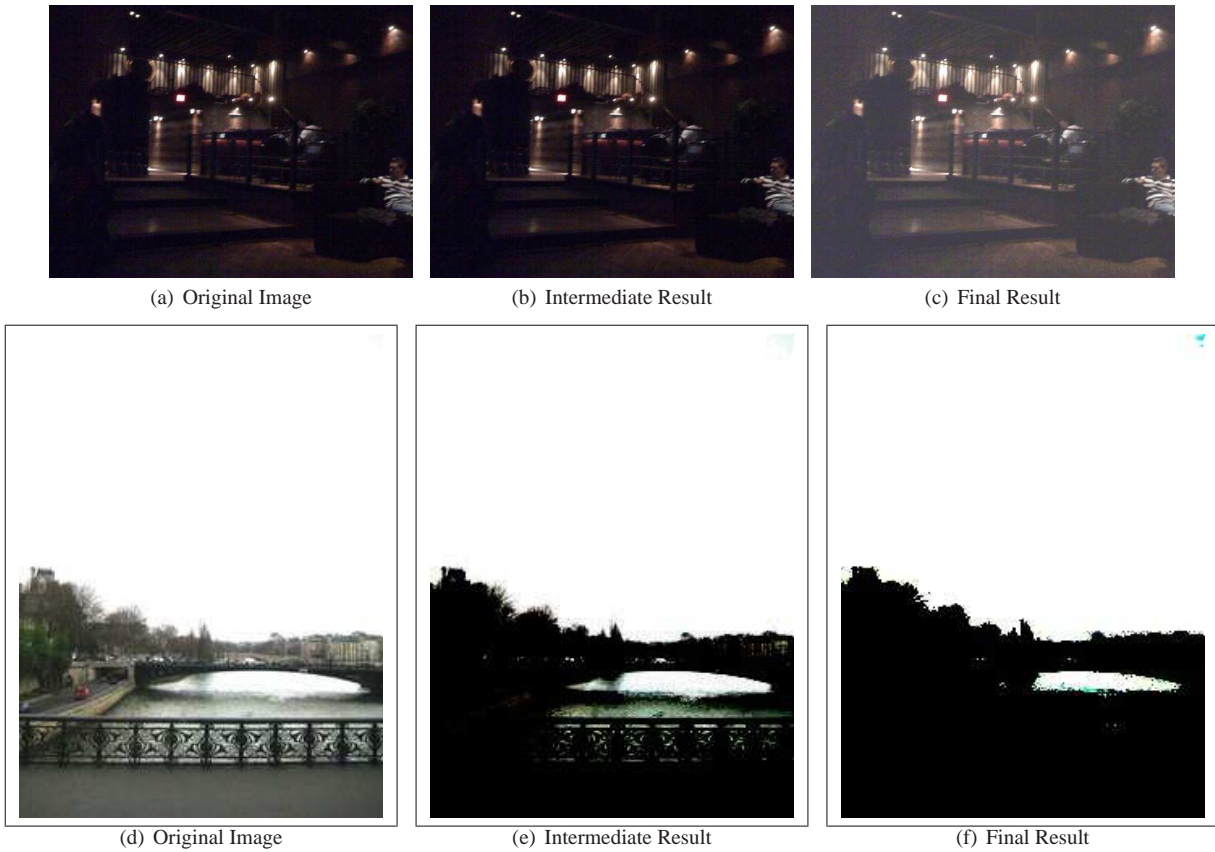 (a) Original Image
(b) Intermediate Result
(c) Final Result
(d) Original Image
(e) Intermediate Result
(f) Final Result